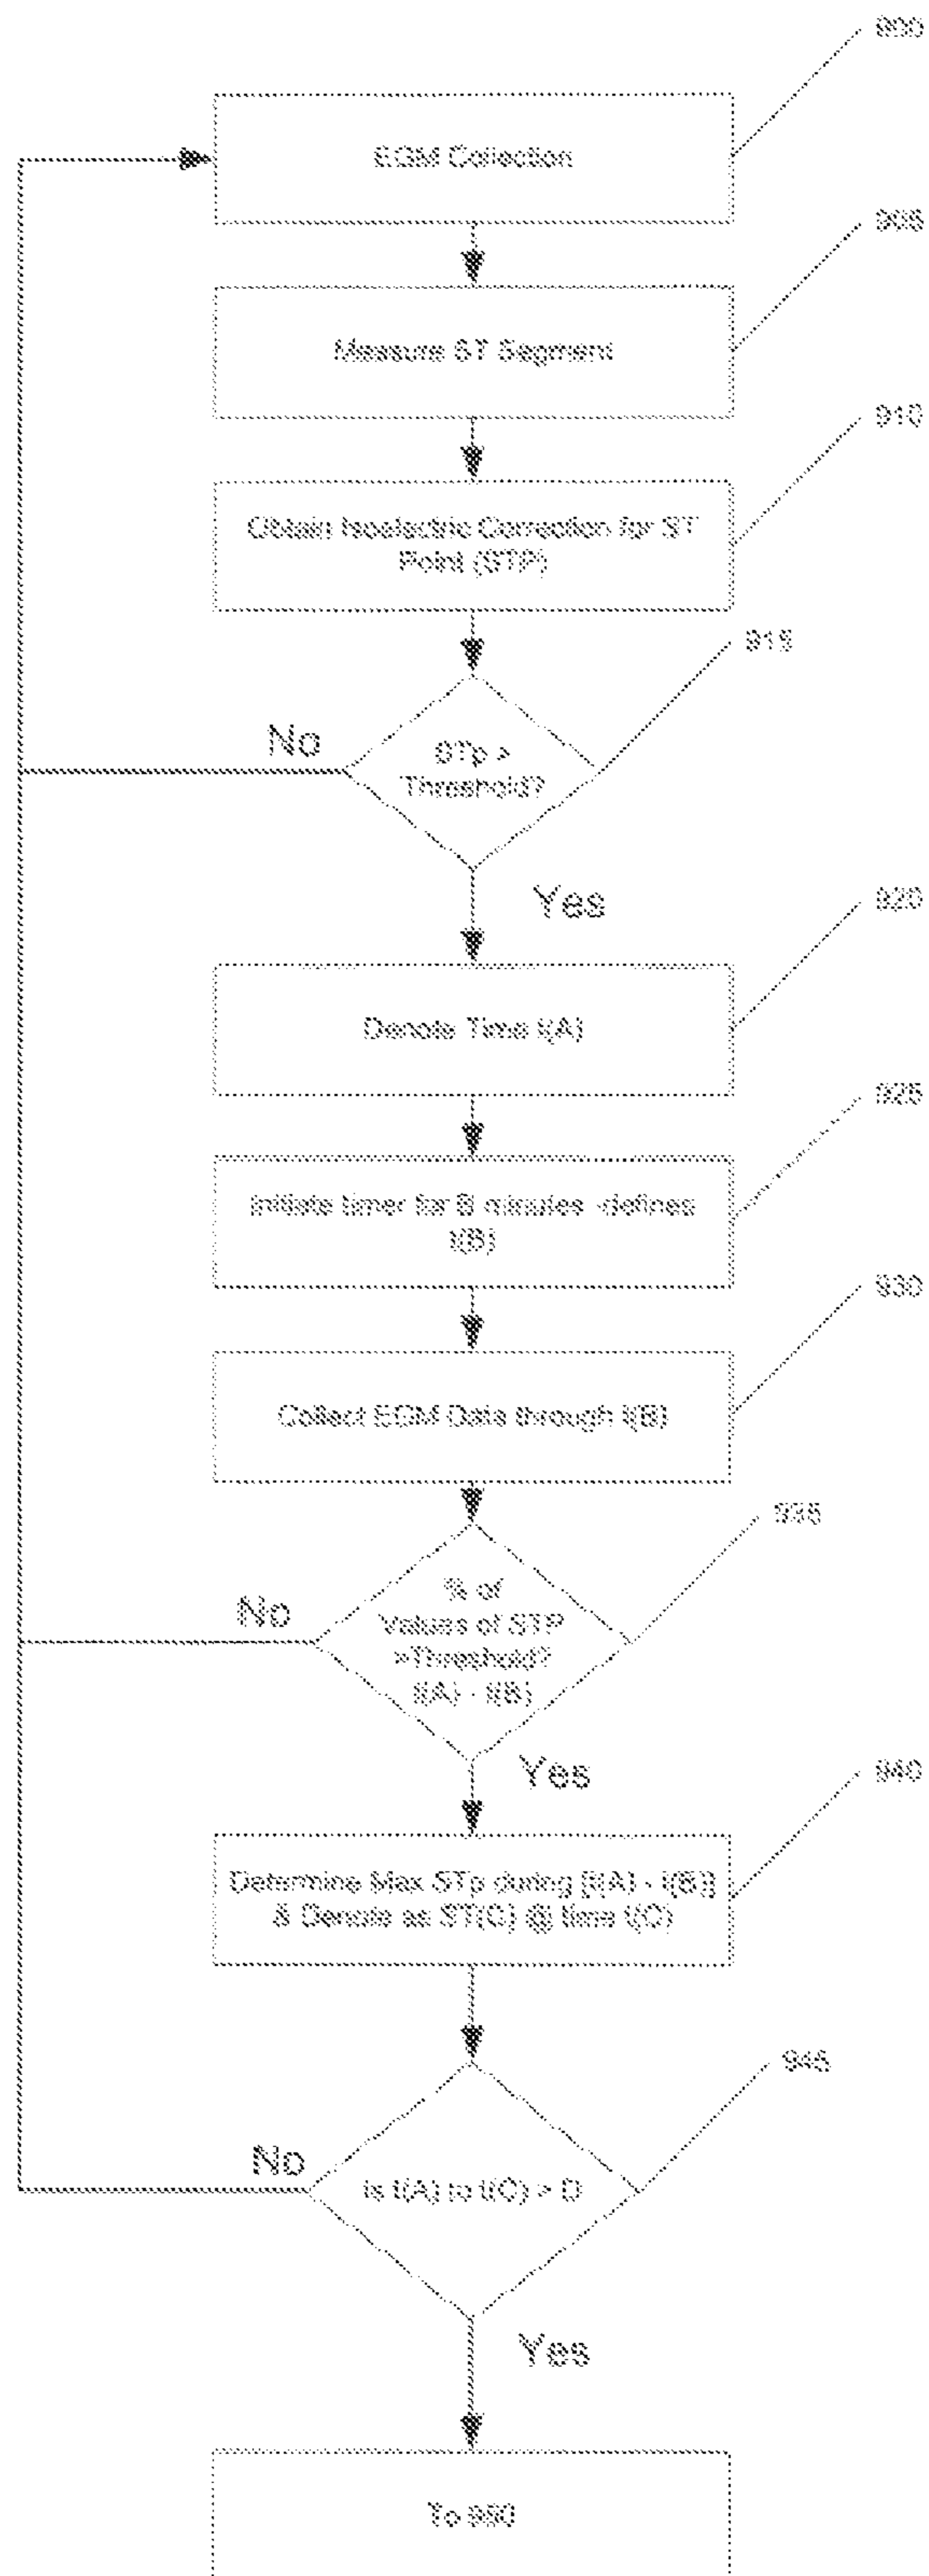 900
EGM Collection
905
Measure ST Segment
910
Obtain Isoelectric Correction for ST
Point (STP)
915
No
STp >
Threshold?
Yes
920
Denote Time t(A)
925
Initiate timer for B minutes -defines
t(B)
930
Collect EGM Data through t(B)
935
No
% of
Values of STP
>Threshold?
t(A) - t(B)
Yes
940
Determine Max STp during [t(A) - t(B)]
& Denote as ST(C) @ time t(C)
945
No
Is t(A) to t(C) > D
Yes
To 950